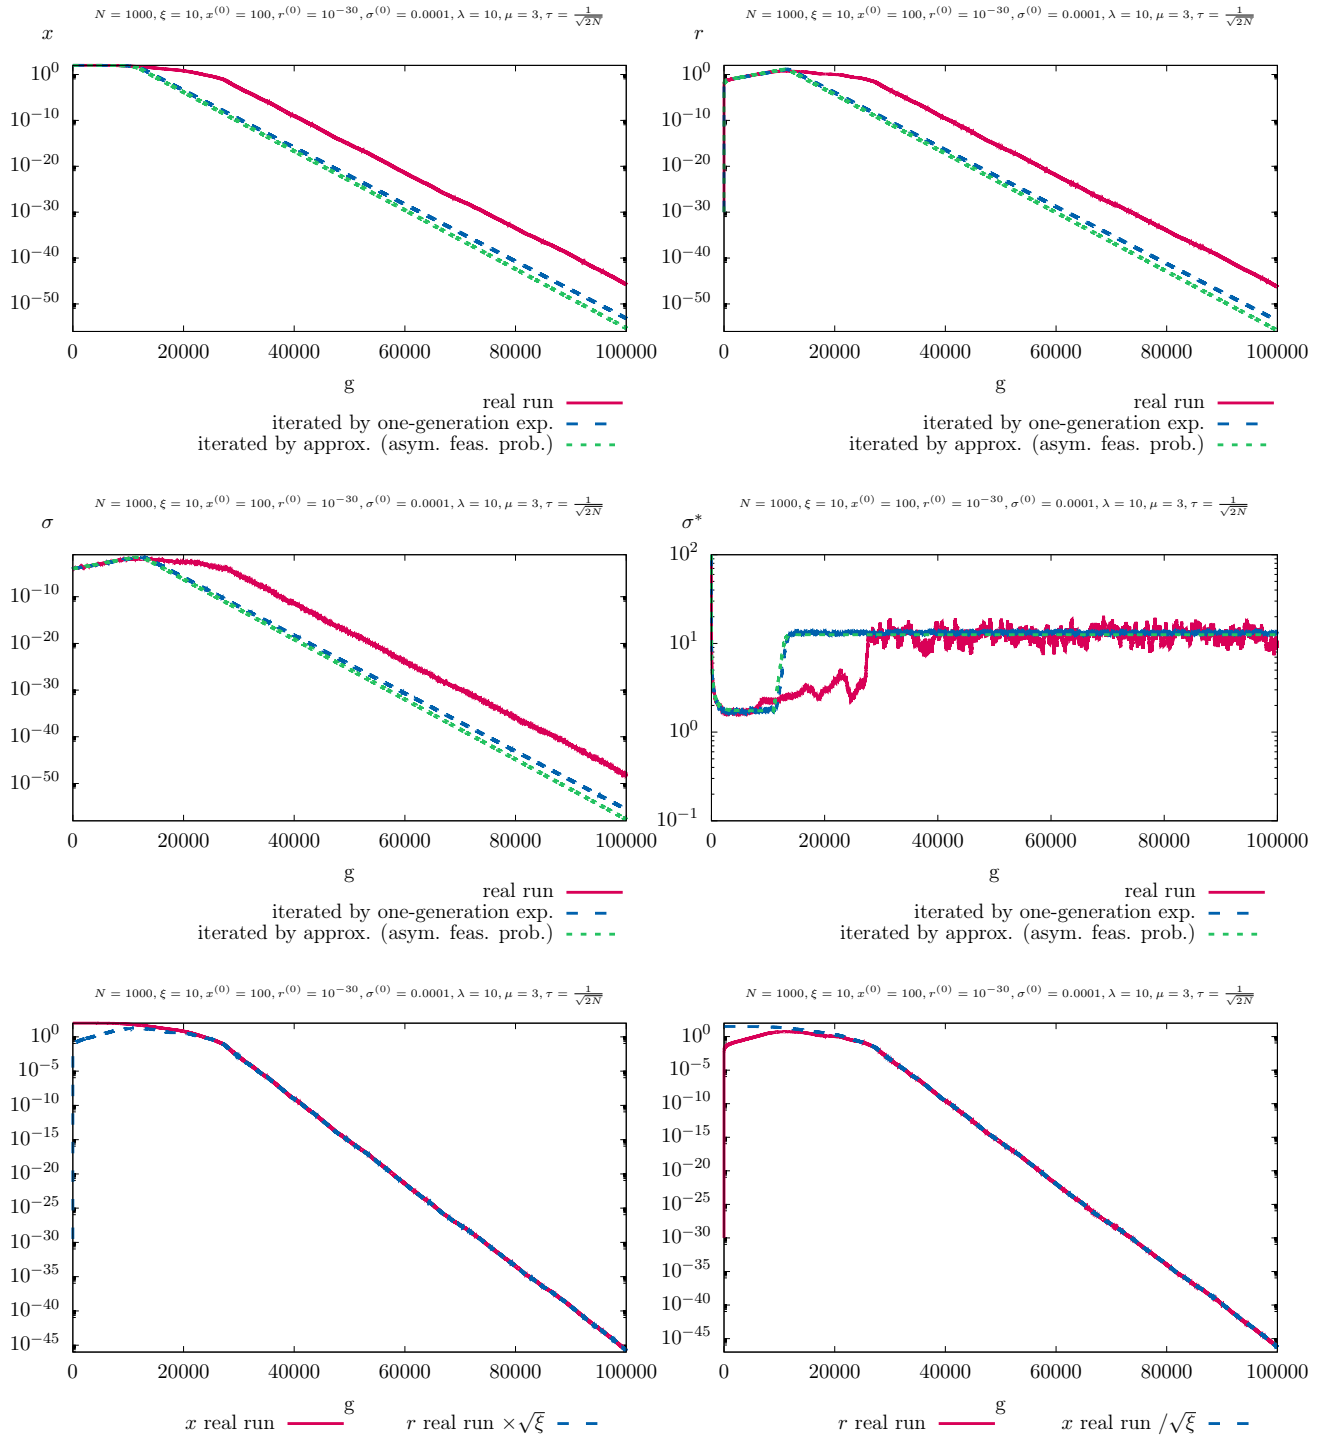 N = 1000, ξ = 10, x^(0) = 100, r^(0) = 10^−30, σ^(0) = 0.0001, λ = 10, μ = 3, τ = 1/√2N
x
10^0
10^−10
10^−20
10^−30
10^−40
10^−50
0 20000 40000 60000 80000 100000
g
real run
iterated by one-generation exp.
iterated by approx. (asym. feas. prob.)
N = 1000, ξ = 10, x^(0) = 100, r^(0) = 10^−30, σ^(0) = 0.0001, λ = 10, μ = 3, τ = 1/√2N
r
10^0
10^−10
10^−20
10^−30
10^−40
10^−50
0 20000 40000 60000 80000 100000
g
real run
iterated by one-generation exp.
iterated by approx. (asym. feas. prob.)
N = 1000, ξ = 10, x^(0) = 100, r^(0) = 10^−30, σ^(0) = 0.0001, λ = 10, μ = 3, τ = 1/√2N
σ
10^−10
10^−20
10^−30
10^−40
10^−50
0 20000 40000 60000 80000 100000
g
real run
iterated by one-generation exp.
iterated by approx. (asym. feas. prob.)
N = 1000, ξ = 10, x^(0) = 100, r^(0) = 10^−30, σ^(0) = 0.0001, λ = 10, μ = 3, τ = 1/√2N
σ*
10^2
10^1
10^0
10^−1
0 20000 40000 60000 80000 100000
g
real run
iterated by one-generation exp.
iterated by approx. (asym. feas. prob.)
N = 1000, ξ = 10, x^(0) = 100, r^(0) = 10^−30, σ^(0) = 0.0001, λ = 10, μ = 3, τ = 1/√2N
10^0
10^−5
10^−10
10^−15
10^−20
10^−25
10^−30
10^−35
10^−40
10^−45
0 20000 40000 60000 80000 100000
g
x real run r real run ×√ξ
N = 1000, ξ = 10, x^(0) = 100, r^(0) = 10^−30, σ^(0) = 0.0001, λ = 10, μ = 3, τ = 1/√2N
10^0
10^−5
10^−10
10^−15
10^−20
10^−25
10^−30
10^−35
10^−40
10^−45
0 20000 40000 60000 80000 100000
g
r real run x real run /√ξ